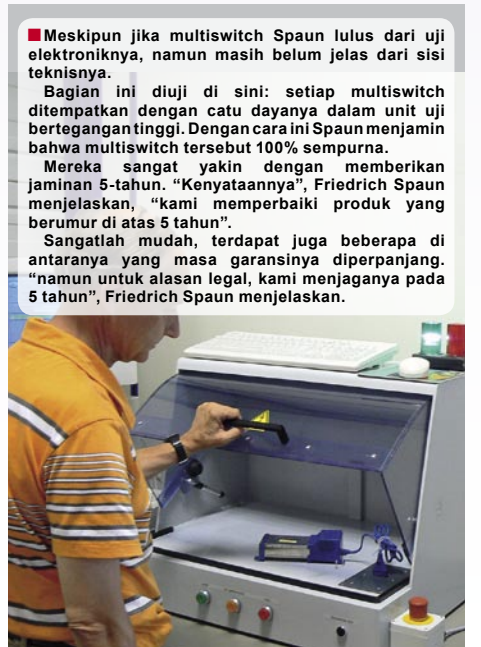 Meskipun jika multiswitch Spaun lulus dari uji
elektroniknya, namun masih belum jelas dari sisi
teknisnya.
Bagian ini diuji di sini: setiap multiswitch
ditempatkan dengan catu dayanya dalam unit uji
bertegangan tinggi. Dengan cara ini Spaun menjamin
bahwa multiswitch tersebut 100% sempurna.
Mereka sangat yakin dengan memberikan
jaminan 5-tahun. “Kenyataannya”, Friedrich Spaun
menjelaskan, “kami memperbaiki produk yang
berumur di atas 5 tahun”.
Sangatlah mudah, terdapat juga beberapa di
antaranya yang masa garansinya diperpanjang.
“namun untuk alasan legal, kami menjaganya pada
5 tahun”, Friedrich Spaun menjelaskan.